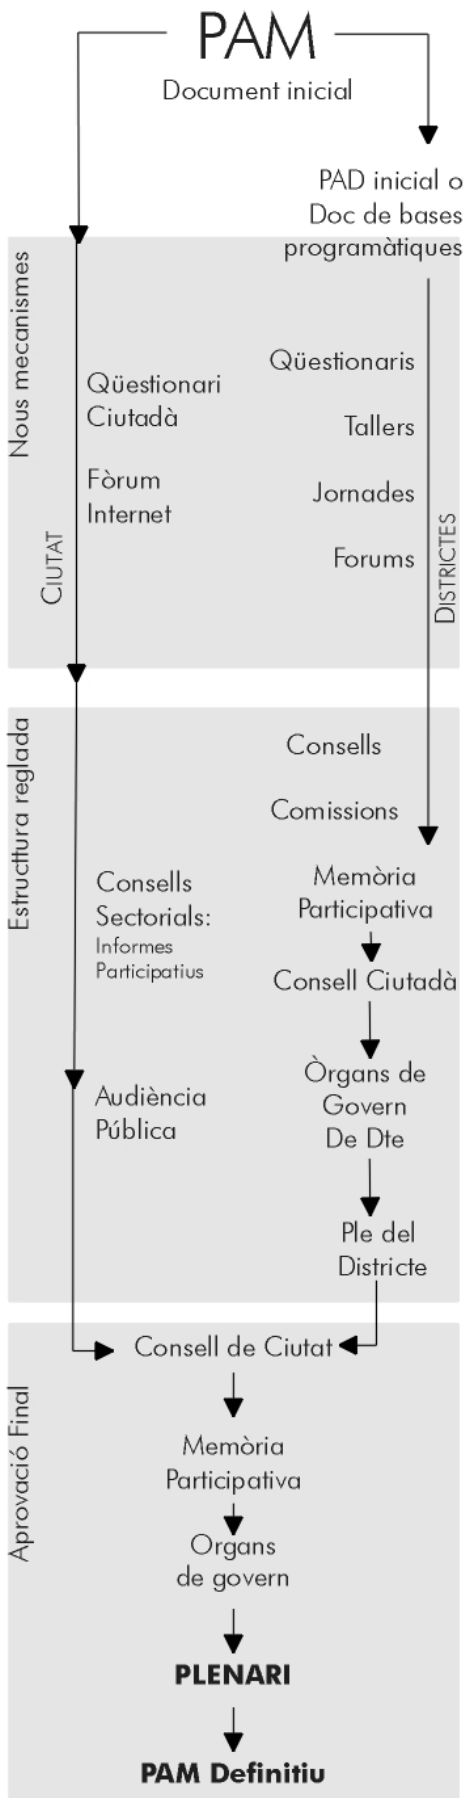 PAM
Document inicial
PAD inicial o
Doc de bases
programàtiques
Nous mecanismes
CIUTAT
Qüestionari
Ciutadà
Fòrum
Internet
Qüestionaris
Tallers
Jornades
Forums
DISTRICTES
Estructtura reglada
Consells
Sectorials:
Informes
Participatius
Audiència
Pública
Consells
Comissions
Memòria
Participativa
Consell Ciutadà
Òrgans de
Govern
De Dte
Ple del
Districte
Aprovació Final
Consell de Ciutat
Memòria
Participativa
Organs
de govern
PLENARI
PAM Definitiu